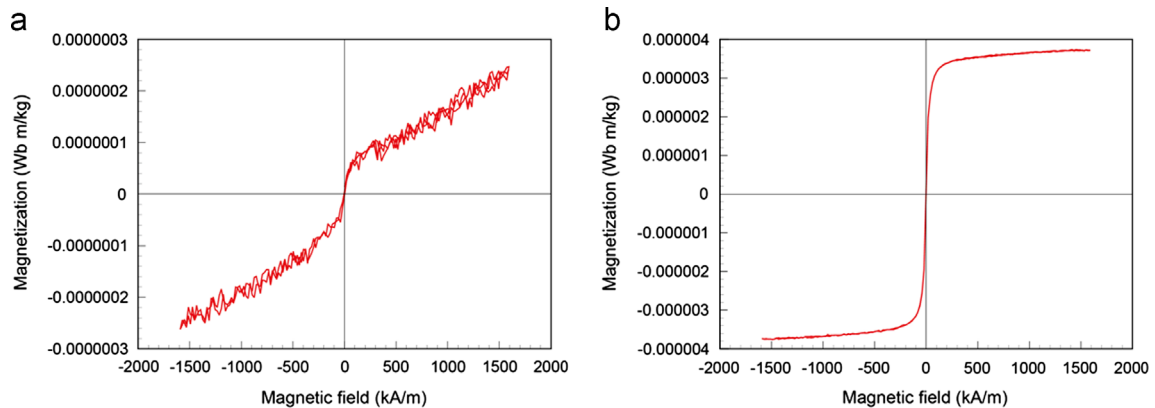 a
0.0000003
0.0000002
0.0000001
0
-0.0000001
-0.0000002
-0.0000003
-2000 -1500 -1000 -500 0 500 1000 1500 2000
Magnetization (Wb m/kg)
Magnetic field (kA/m)
b
0.000004
0.000003
0.000002
0.000001
0
-0.000001
-0.000002
-0.000003
-0.000004
-2000 -1500 -1000 -500 0 500 1000 1500 2000
Magnetization (Wb m/kg)
Magnetic field (kA/m)